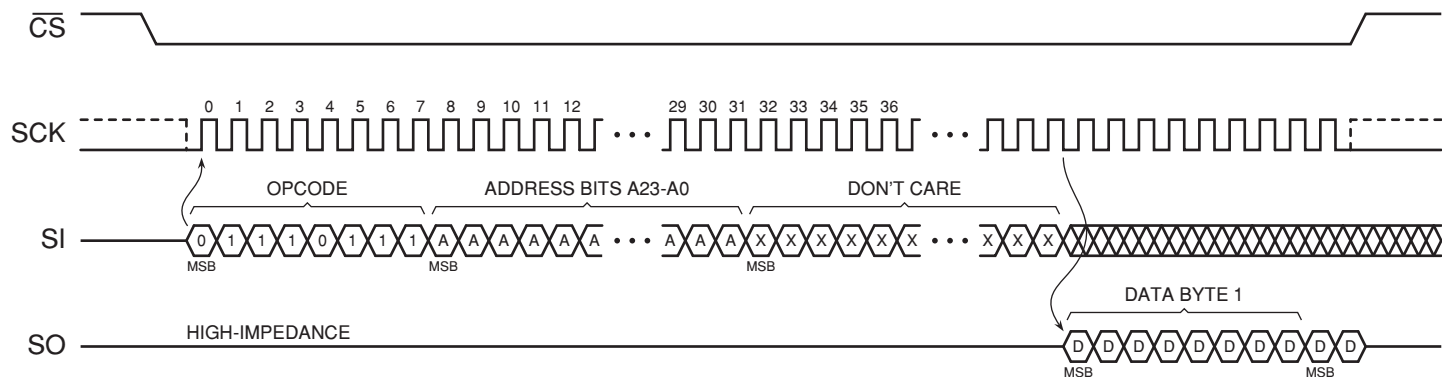 CS
0 1 2 3 4 5 6 7 8 9 10 11 12 29 30 31 32 33 34 35 36
SCK
OPCODE ADDRESS BITS A23-A0 DON'T CARE
SI 0 1 1 1 0 1 1 1 A A A A A A A A A X X X X X X X X X
MSB MSB MSB
DATA BYTE 1
HIGH-IMPEDANCE
SO D D D D D D D D D D
MSB MSB